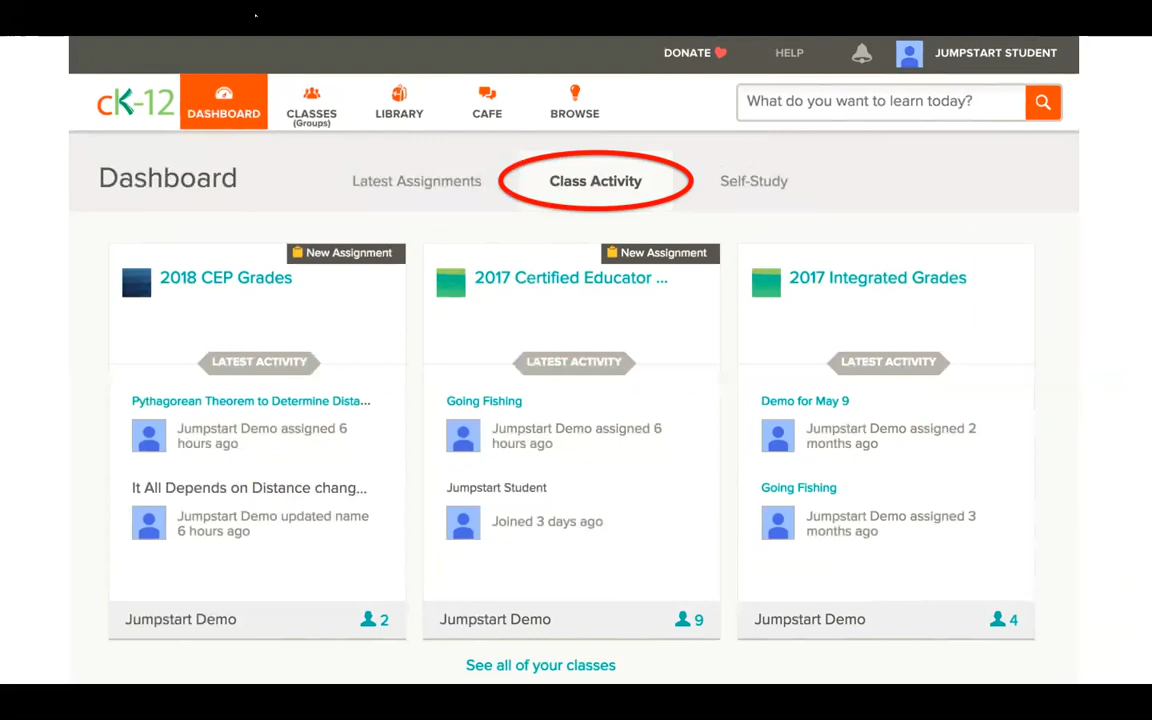 DONATE
HELP
JUMPSTART STUDENT
cK-12
DASHBOARD
CLASSES
(Groups)
LIBRARY
CAFE
BROWSE
What do you want to learn today?
Dashboard
Latest Assignments
Class Activity
Self-Study
New Assignment
2018 CEP Grades
LATEST ACTIVITY
Pythagorean Theorem to Determine Dista...
Jumpstart Demo assigned 6
hours ago
It All Depends on Distance chang...
Jumpstart Demo updated name
6 hours ago
Jumpstart Demo
2
New Assignment
2017 Certified Educator ...
LATEST ACTIVITY
Going Fishing
Jumpstart Demo assigned 6
hours ago
Jumpstart Student
Joined 3 days ago
Jumpstart Demo
9
2017 Integrated Grades
LATEST ACTIVITY
Demo for May 9
Jumpstart Demo assigned 2
months ago
Going Fishing
Jumpstart Demo assigned 3
months ago
Jumpstart Demo
4
See all of your classes